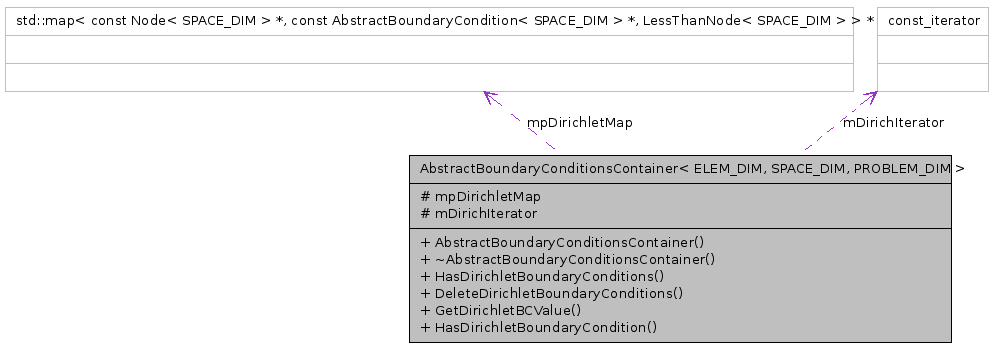 std::map< const Node< SPACE_DIM > *, const AbstractBoundaryCondition< SPACE_DIM > *, LessThanNode< SPACE_DIM > > *
const_iterator
mpDirichletMap
mDirichIterator
AbstractBoundaryConditionsContainer< ELEM_DIM, SPACE_DIM, PROBLEM_DIM >
# mpDirichletMap
# mDirichIterator
+ AbstractBoundaryConditionsContainer()
+ ~AbstractBoundaryConditionsContainer()
+ HasDirichletBoundaryConditions()
+ DeleteDirichletBoundaryConditions()
+ GetDirichletBCValue()
+ HasDirichletBoundaryCondition()